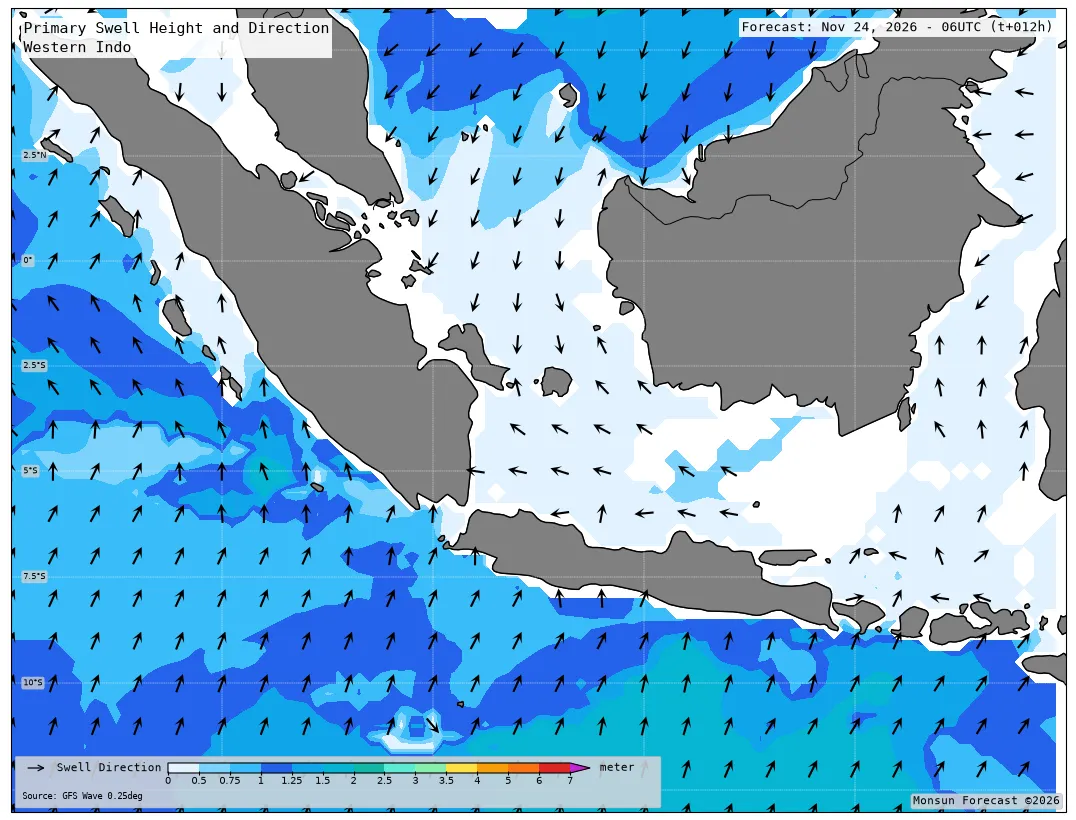 Primary Swell Height and Direction
Western Indo
Forecast: Nov 24, 2026 - 06UTC (t+012h)
2.5°N
0°
2.5°S
5°S
7.5°S
10°S
Swell Direction
meter
0 0.5 0.75 1 1.25 1.5 2 2.5 3 3.5 4 5 6 7
Source: GFS Wave 0.25deg
Monsun Forecast ©2026